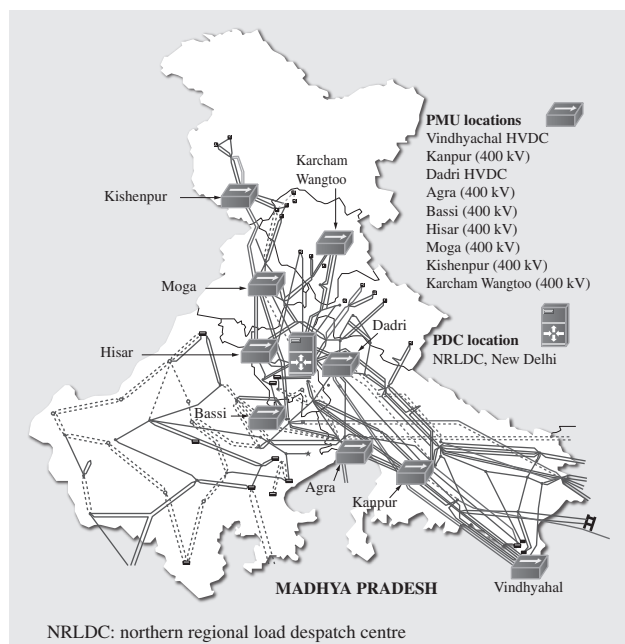 Karcham
Wangtoo
Kishenpur
Moga
Hisar
Dadri
Bassi
Agra
Kanpur
Vindhyahal
MADHYA PRADESH
PMU locations
Vindhyachal HVDC
Kanpur (400 kV)
Dadri HVDC
Agra (400 kV)
Bassi (400 kV)
Hisar (400 kV)
Moga (400 kV)
Kishenpur (400 kV)
Karcham Wangtoo (400 kV)
PDC location
NRLDC, New Delhi
NRLDC: northern regional load despatch centre